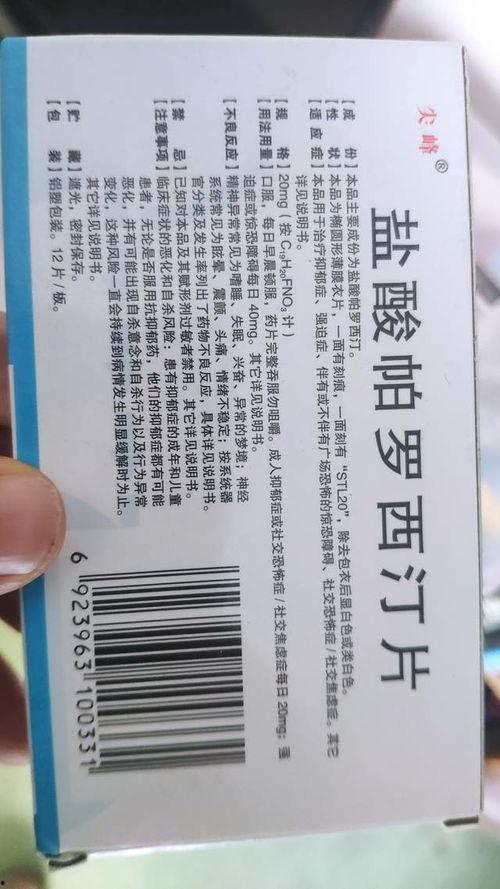 尖峰®
盐酸帕罗西汀片
[成 份] 本品主要成份为盐酸帕罗西汀。
[性 状] 本品为椭圆形薄膜衣片，一面有刻痕，一面刻有“STL20”，除去包衣后显白色或类白色。
[适 应 症] 本品用于治疗抑郁症、强迫症、伴有或不伴有广场恐怖的惊恐障碍、社交恐怖症/社交焦虑症。其它
详见说明书。
[规 格] 20mg（按C₁₉H₂₀FNO₃计）
[用法用量] 口服，每日早晨顿服，药片完整吞服勿咀嚼。成人抑郁症或社交恐怖症/社交焦虑症每日20mg；强
迫症或惊恐障碍每日40mg。其它详见说明书。
[不良反应] 精神异常常见为嗜睡、失眠、兴奋、异常的梦境；神经
系统常见为眩晕、震颤、头痛，情绪不稳定；按系统器
官分类及发生率列出了药物不良反应，具体详见说明书。
[禁 忌] 已知对本品及其赋形剂过敏者禁用。其它详见说明书。
[注意事项] 临床症状的恶化和自杀风险，患有抑郁症的成年和儿童
患者，无论是否服用抗抑郁药，他们的抑郁症都有可能
恶化，并有可能出现自杀意念和自杀行为以及行为异常
变化，这种风险一直会持续到病情发生明显缓解时为止。
其它详见说明书。
[贮 藏] 遮光，密封保存。
[包 装] 铝塑包装。12片/板。
6 923963 100331